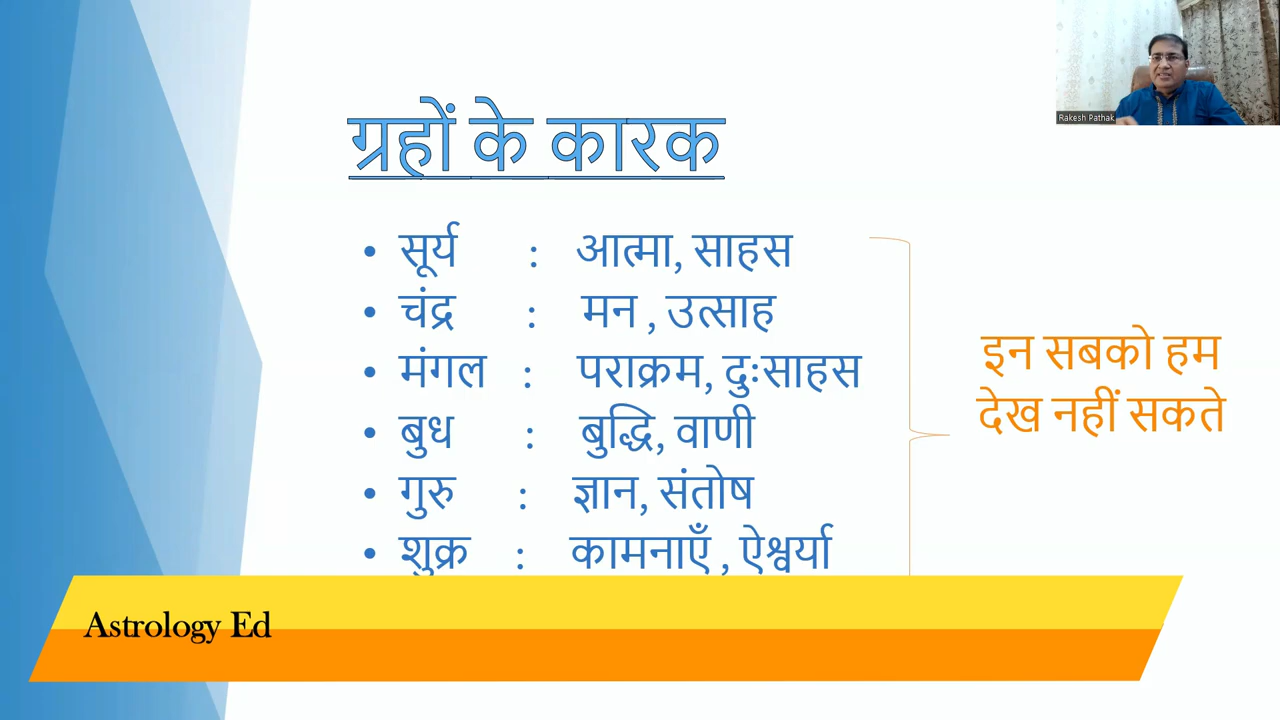 Rakesh Pathak
ग्रहों के कारक
• सूर्य : आत्मा, साहस
• चंद्र : मन , उत्साह
• मंगल : पराक्रम, दुःसाहस
• बुध : बुद्धि, वाणी
• गुरु : ज्ञान, संतोष
• शुक्र : कामनाएँ , ऐश्वर्या
इन सबको हम
देख नहीं सकते
Astrology Ed